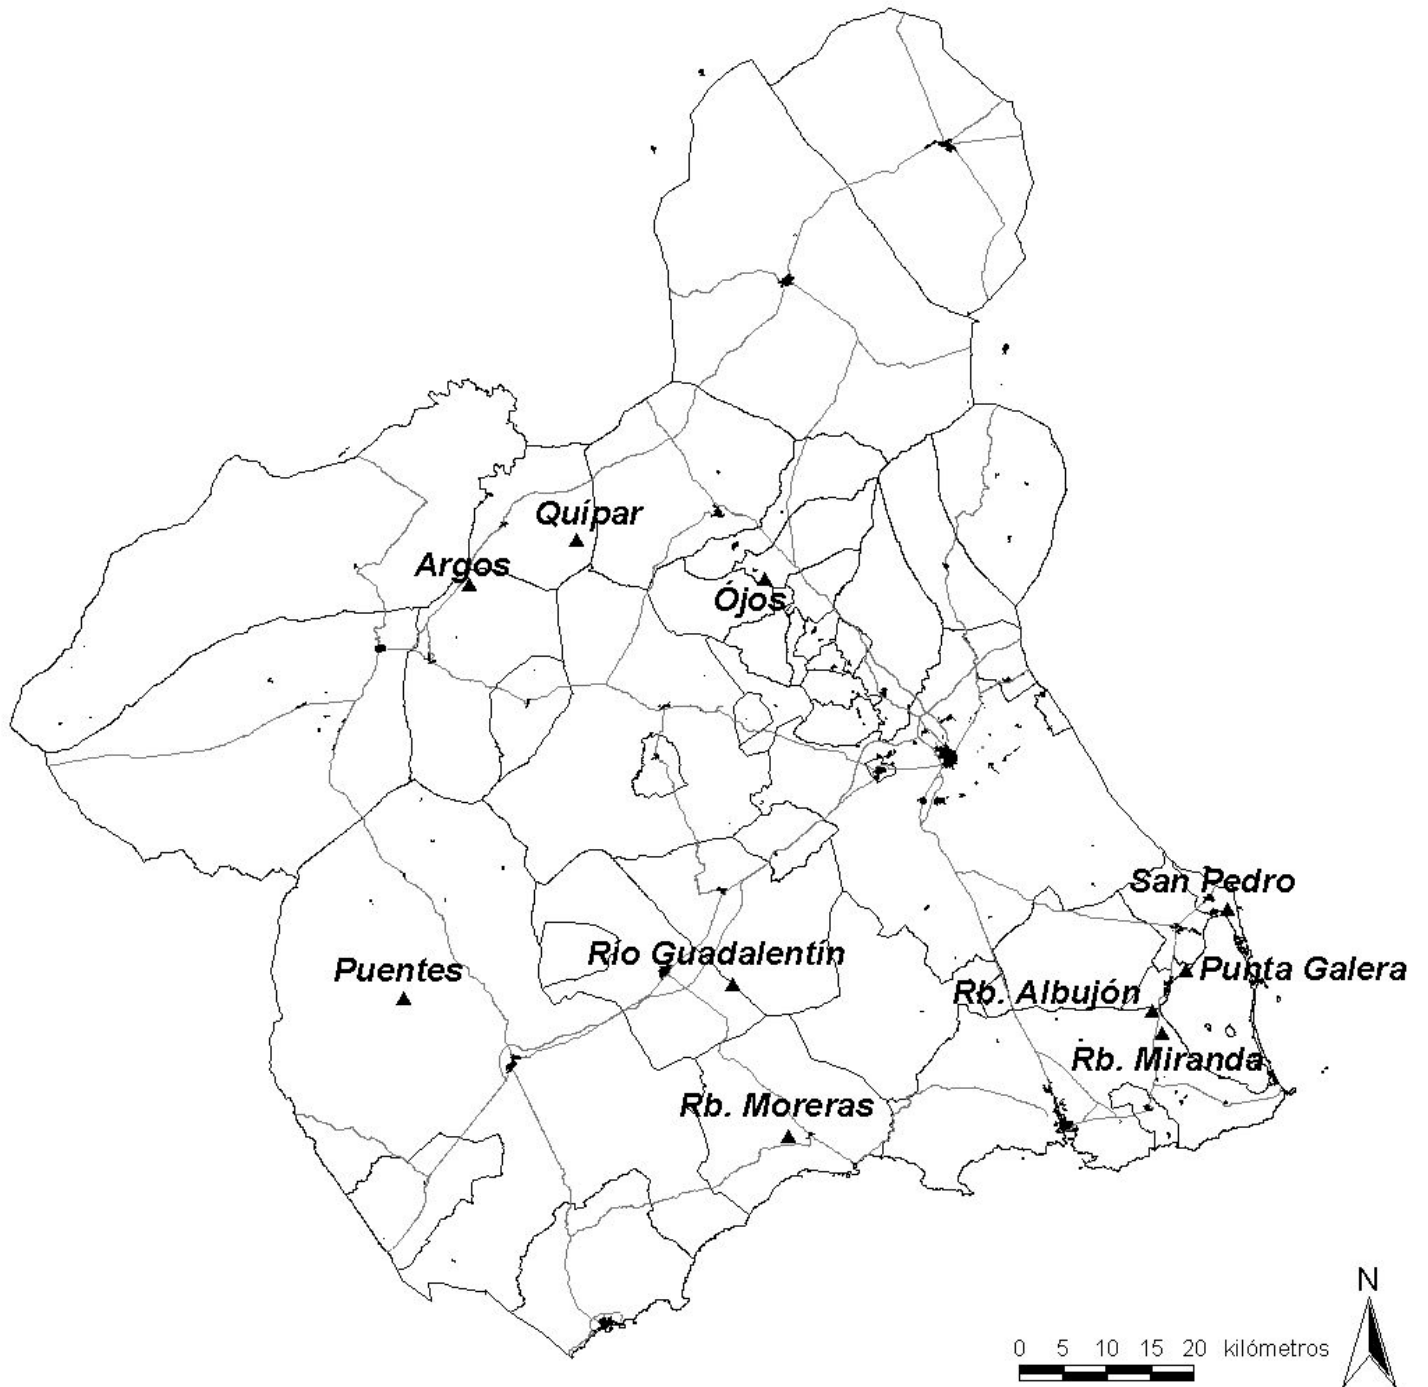 Quípar
Argos
Ójos
San Pedro
Puentes
Rio Guadalentín
Punta Galera
Rb. Albujón
Rb. Miranda
Rb. Moreras
N
0 5 10 15 20 kilómetros